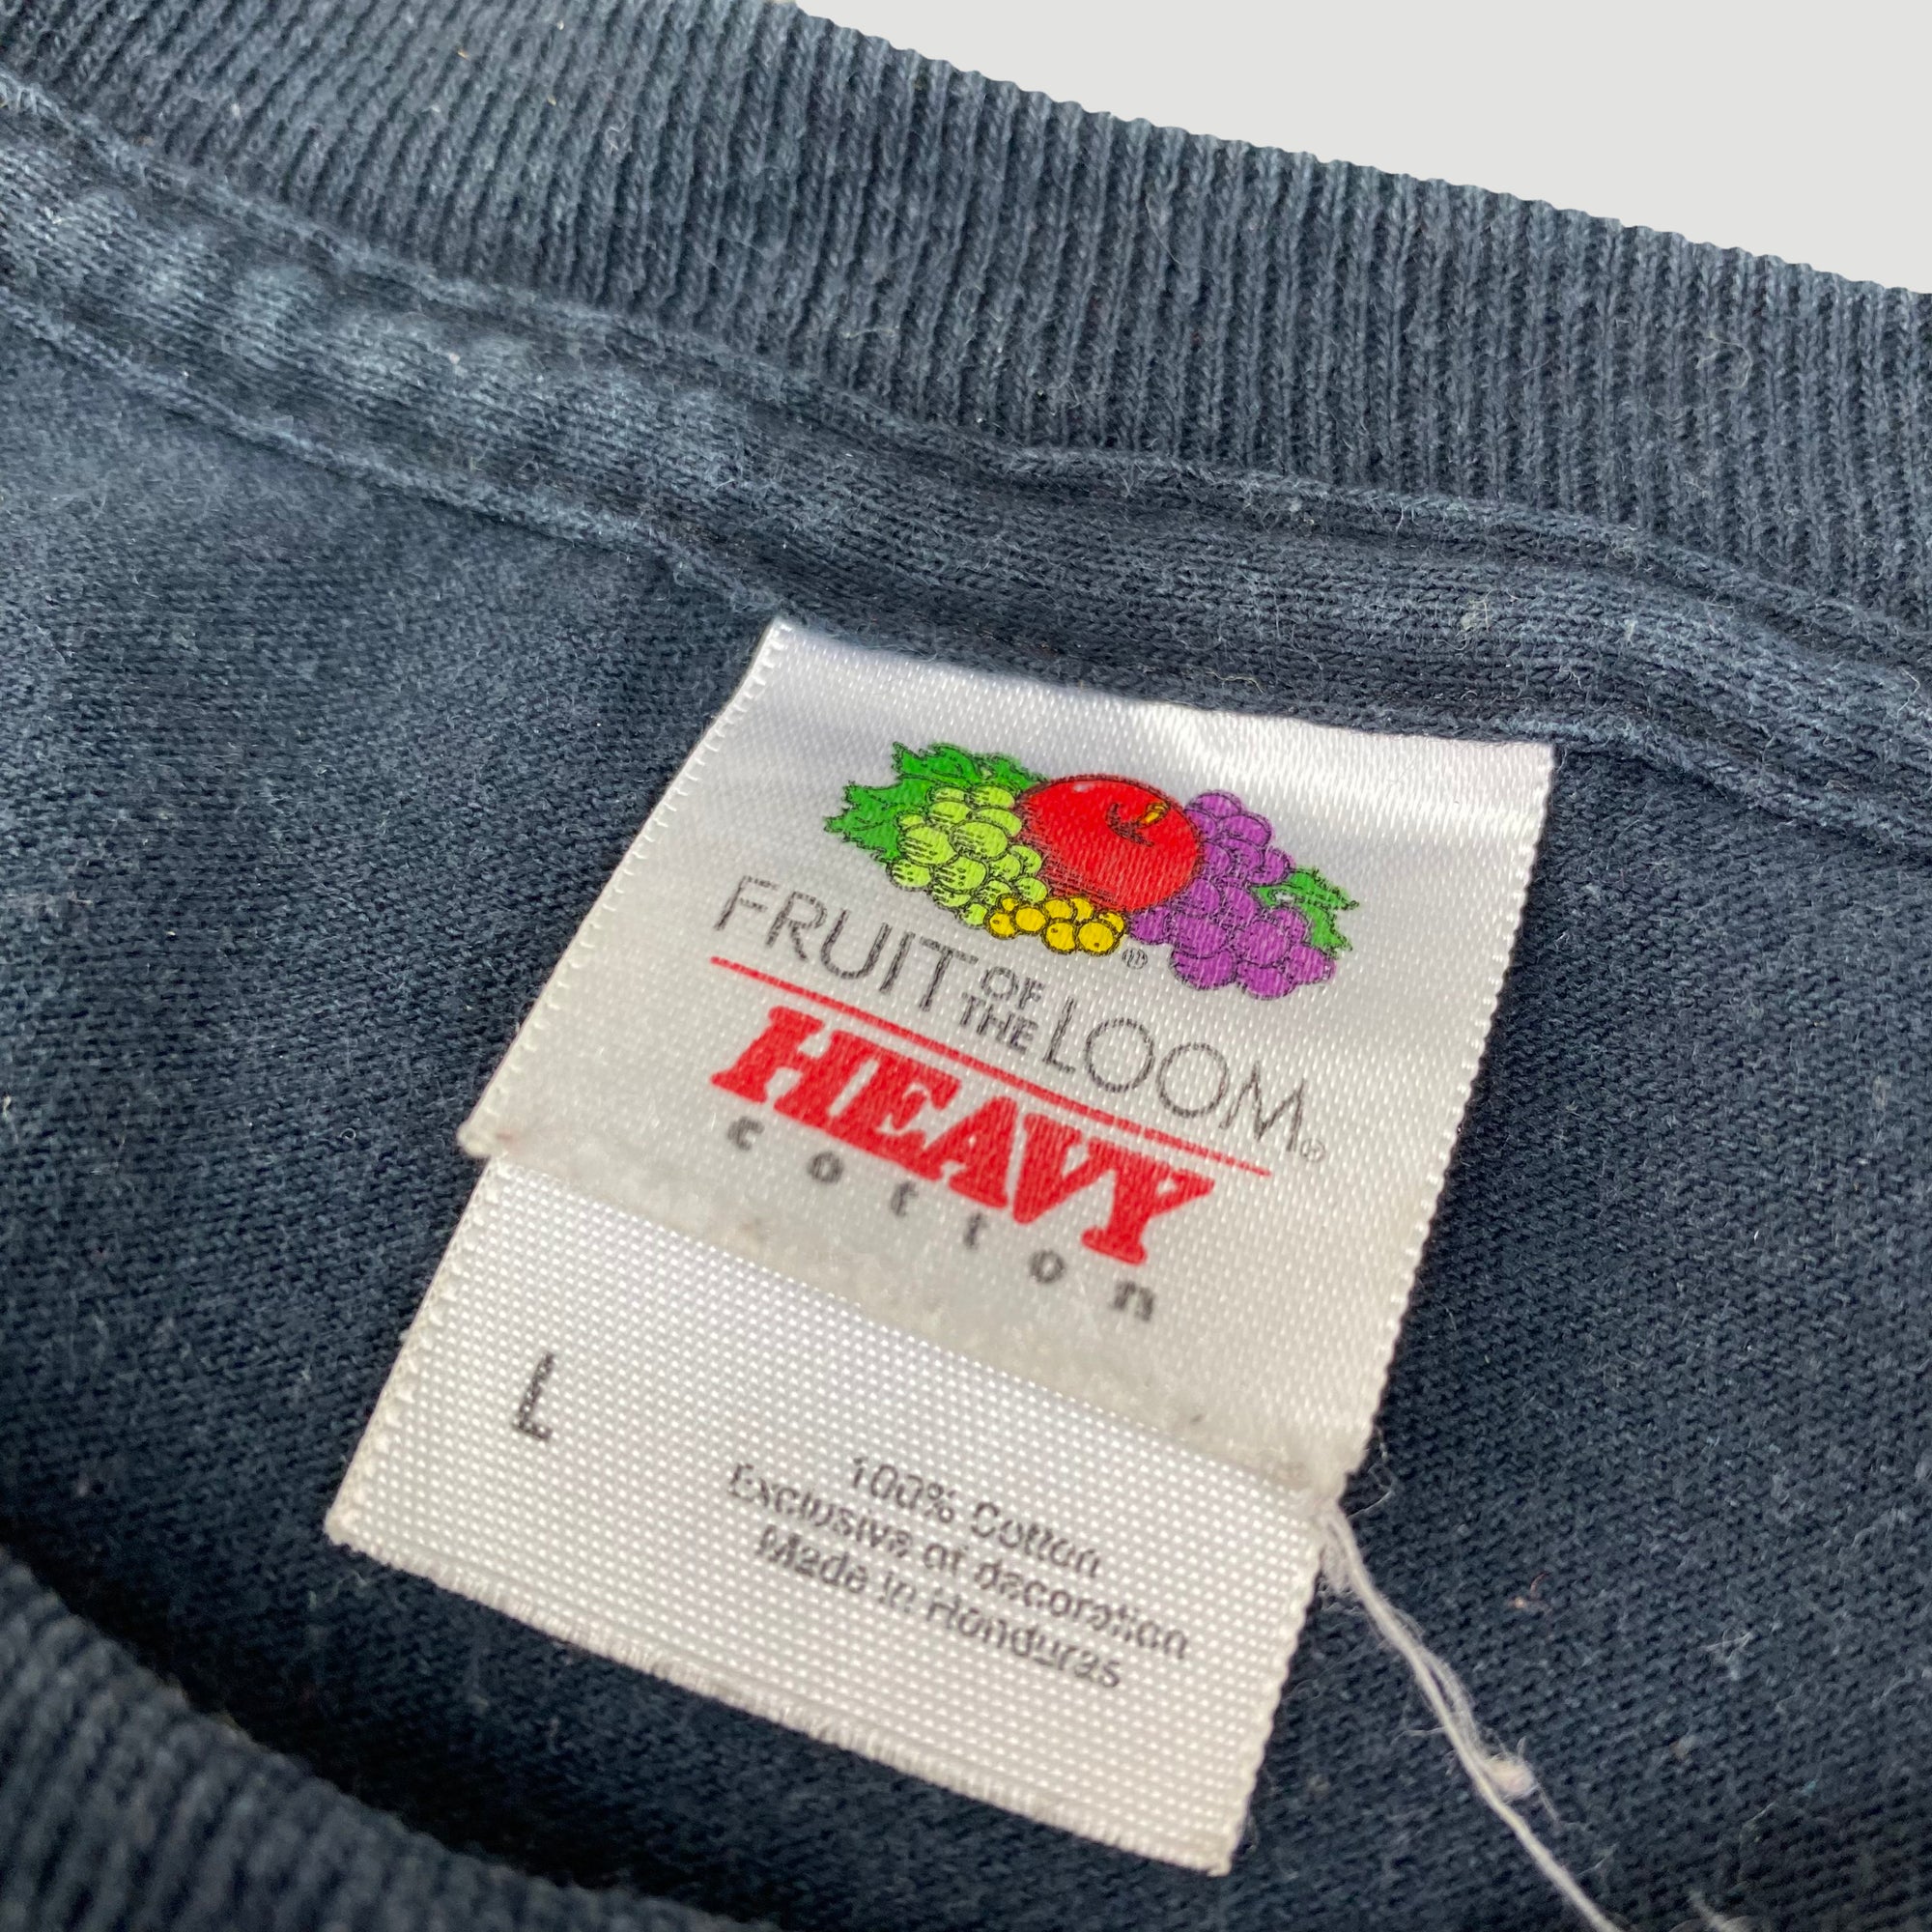 ®
FRUIT OF THE LOOM®
HEAVY
cotton
L
100% Cotton
Exclusive of decoration
Made in Honduras